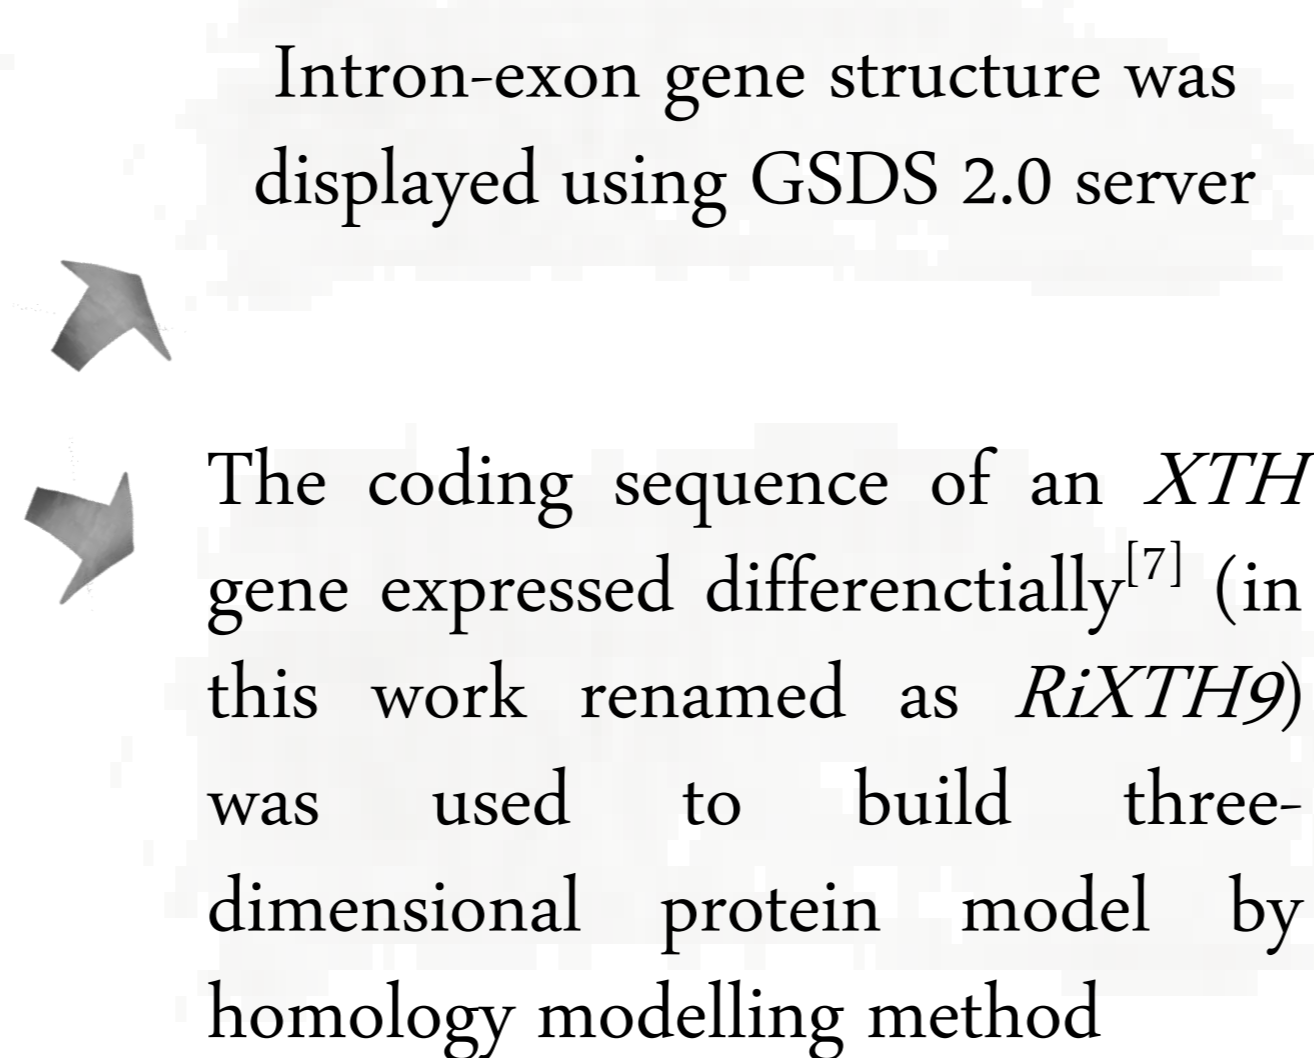 Intron-exon gene structure was
displayed using GSDS 2.0 server
The coding sequence of an XTH
gene expressed differenctially[7] (in
this work renamed as RiXTH9)
was used to build three-
dimensional protein model by
homology modelling method